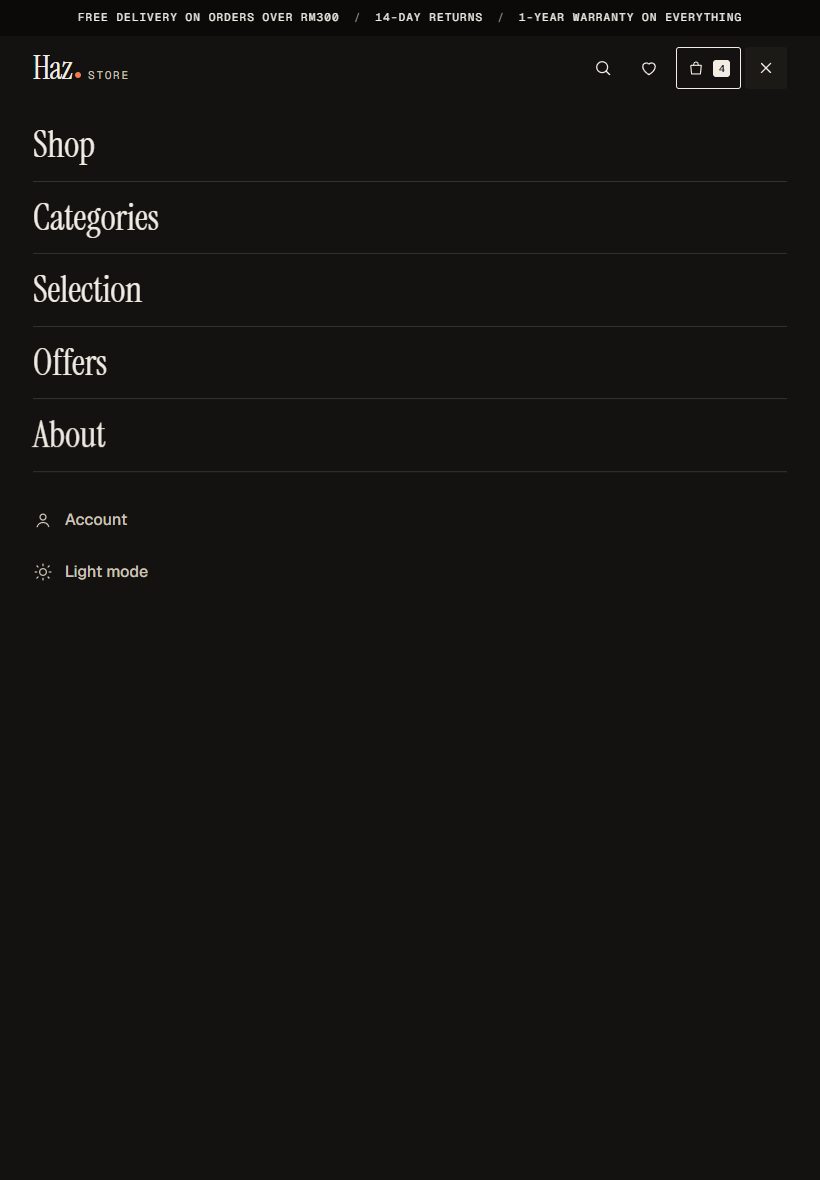 FREE DELIVERY ON ORDERS OVER RM300 / 14-DAY RETURNS / 1-YEAR WARRANTY ON EVERYTHING
Haz. STORE
4
Shop
Categories
Selection
Offers
About
Account
Light mode